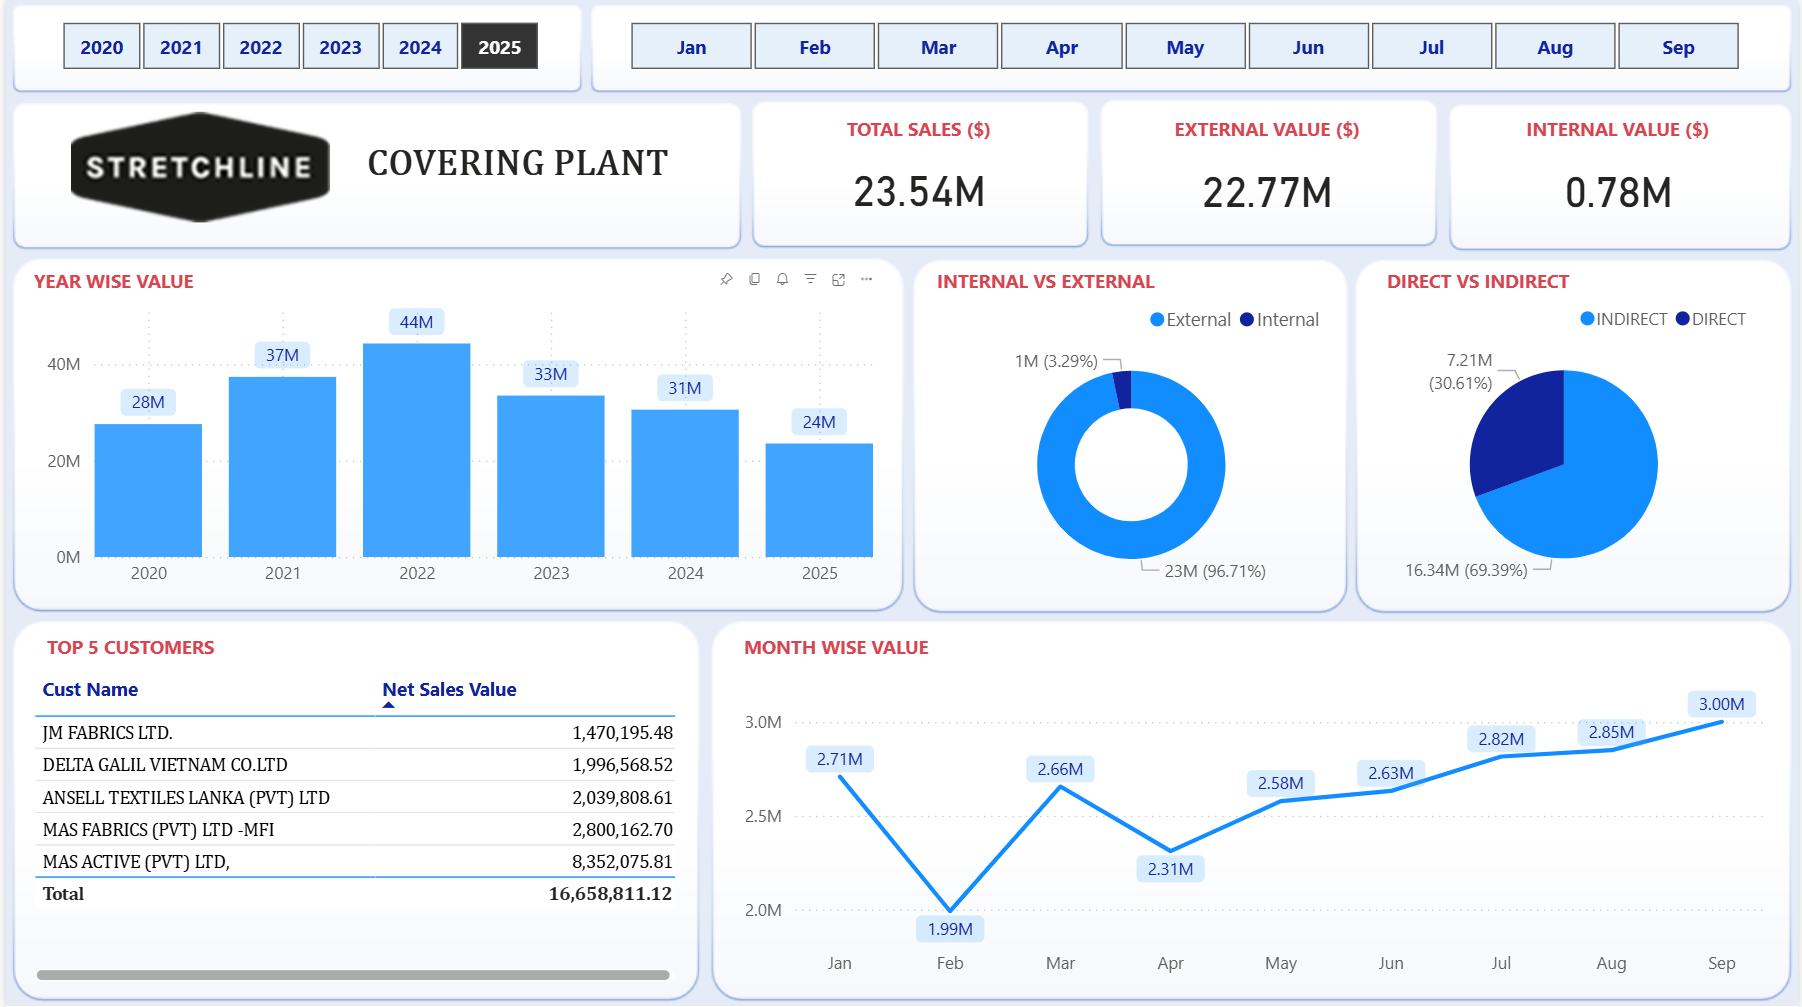 2020 2021 2022 2023 2024 2025
Jan Feb Mar Apr May Jun Jul Aug Sep
STRETCHLINE
COVERING PLANT
TOTAL SALES ($)
23.54M
EXTERNAL VALUE ($)
22.77M
INTERNAL VALUE ($)
0.78M
YEAR WISE VALUE
44M
37M
40M
33M
31M
28M
24M
20M
0M
2020 2021 2022 2023 2024 2025
INTERNAL VS EXTERNAL
External Internal
1M (3.29%)
23M (96.71%)
DIRECT VS INDIRECT
INDIRECT DIRECT
7.21M
(30.61%)
16.34M (69.39%)
TOP 5 CUSTOMERS
Cust Name Net Sales Value
JM FABRICS LTD. 1,470,195.48
DELTA GALIL VIETNAM CO.LTD 1,996,568.52
ANSELL TEXTILES LANKA (PVT) LTD 2,039,808.61
MAS FABRICS (PVT) LTD -MFI 2,800,162.70
MAS ACTIVE (PVT) LTD, 8,352,075.81
Total 16,658,811.12
MONTH WISE VALUE
3.0M
2.5M
2.0M
2.71M
1.99M
2.66M
2.31M
2.58M
2.63M
2.82M
2.85M
3.00M
Jan Feb Mar Apr May Jun Jul Aug Sep